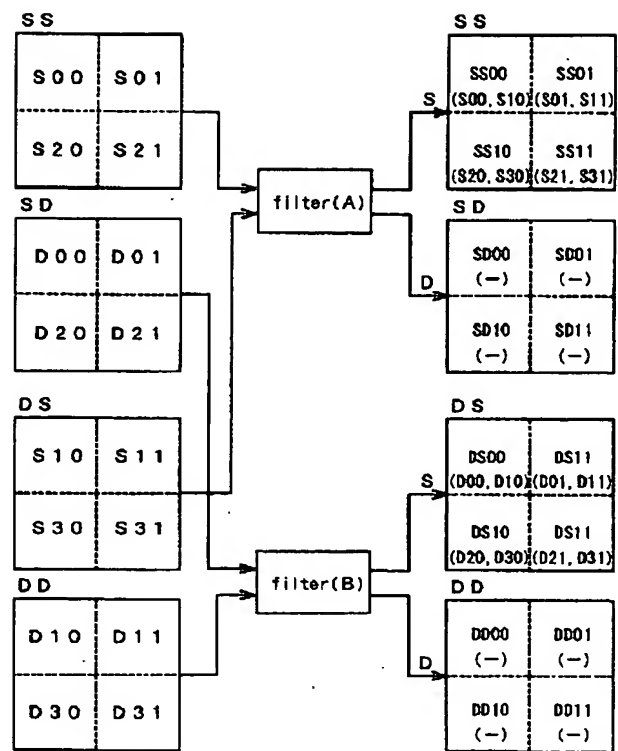 SS
S00 S01
S20 S21
SD
D00 D01
D20 D21
DS
S10 S11
S30 S31
DD
D10 D11
D30 D31
filter(A)
S
D
filter(B)
S
D
SS
SS00 SS01
(S00, S10) (S01, S11)
SS10 SS11
(S20, S30) (S21, S31)
SD
SD00 SD01
(—) (—)
SD10 SD11
(—) (—)
DS
DS00 DS11
(D00, D10) (D01, D11)
DS10 DS11
(D20, D30) (D21, D31)
DD
DD00 DD01
(—) (—)
DD10 DD11
(—) (—)